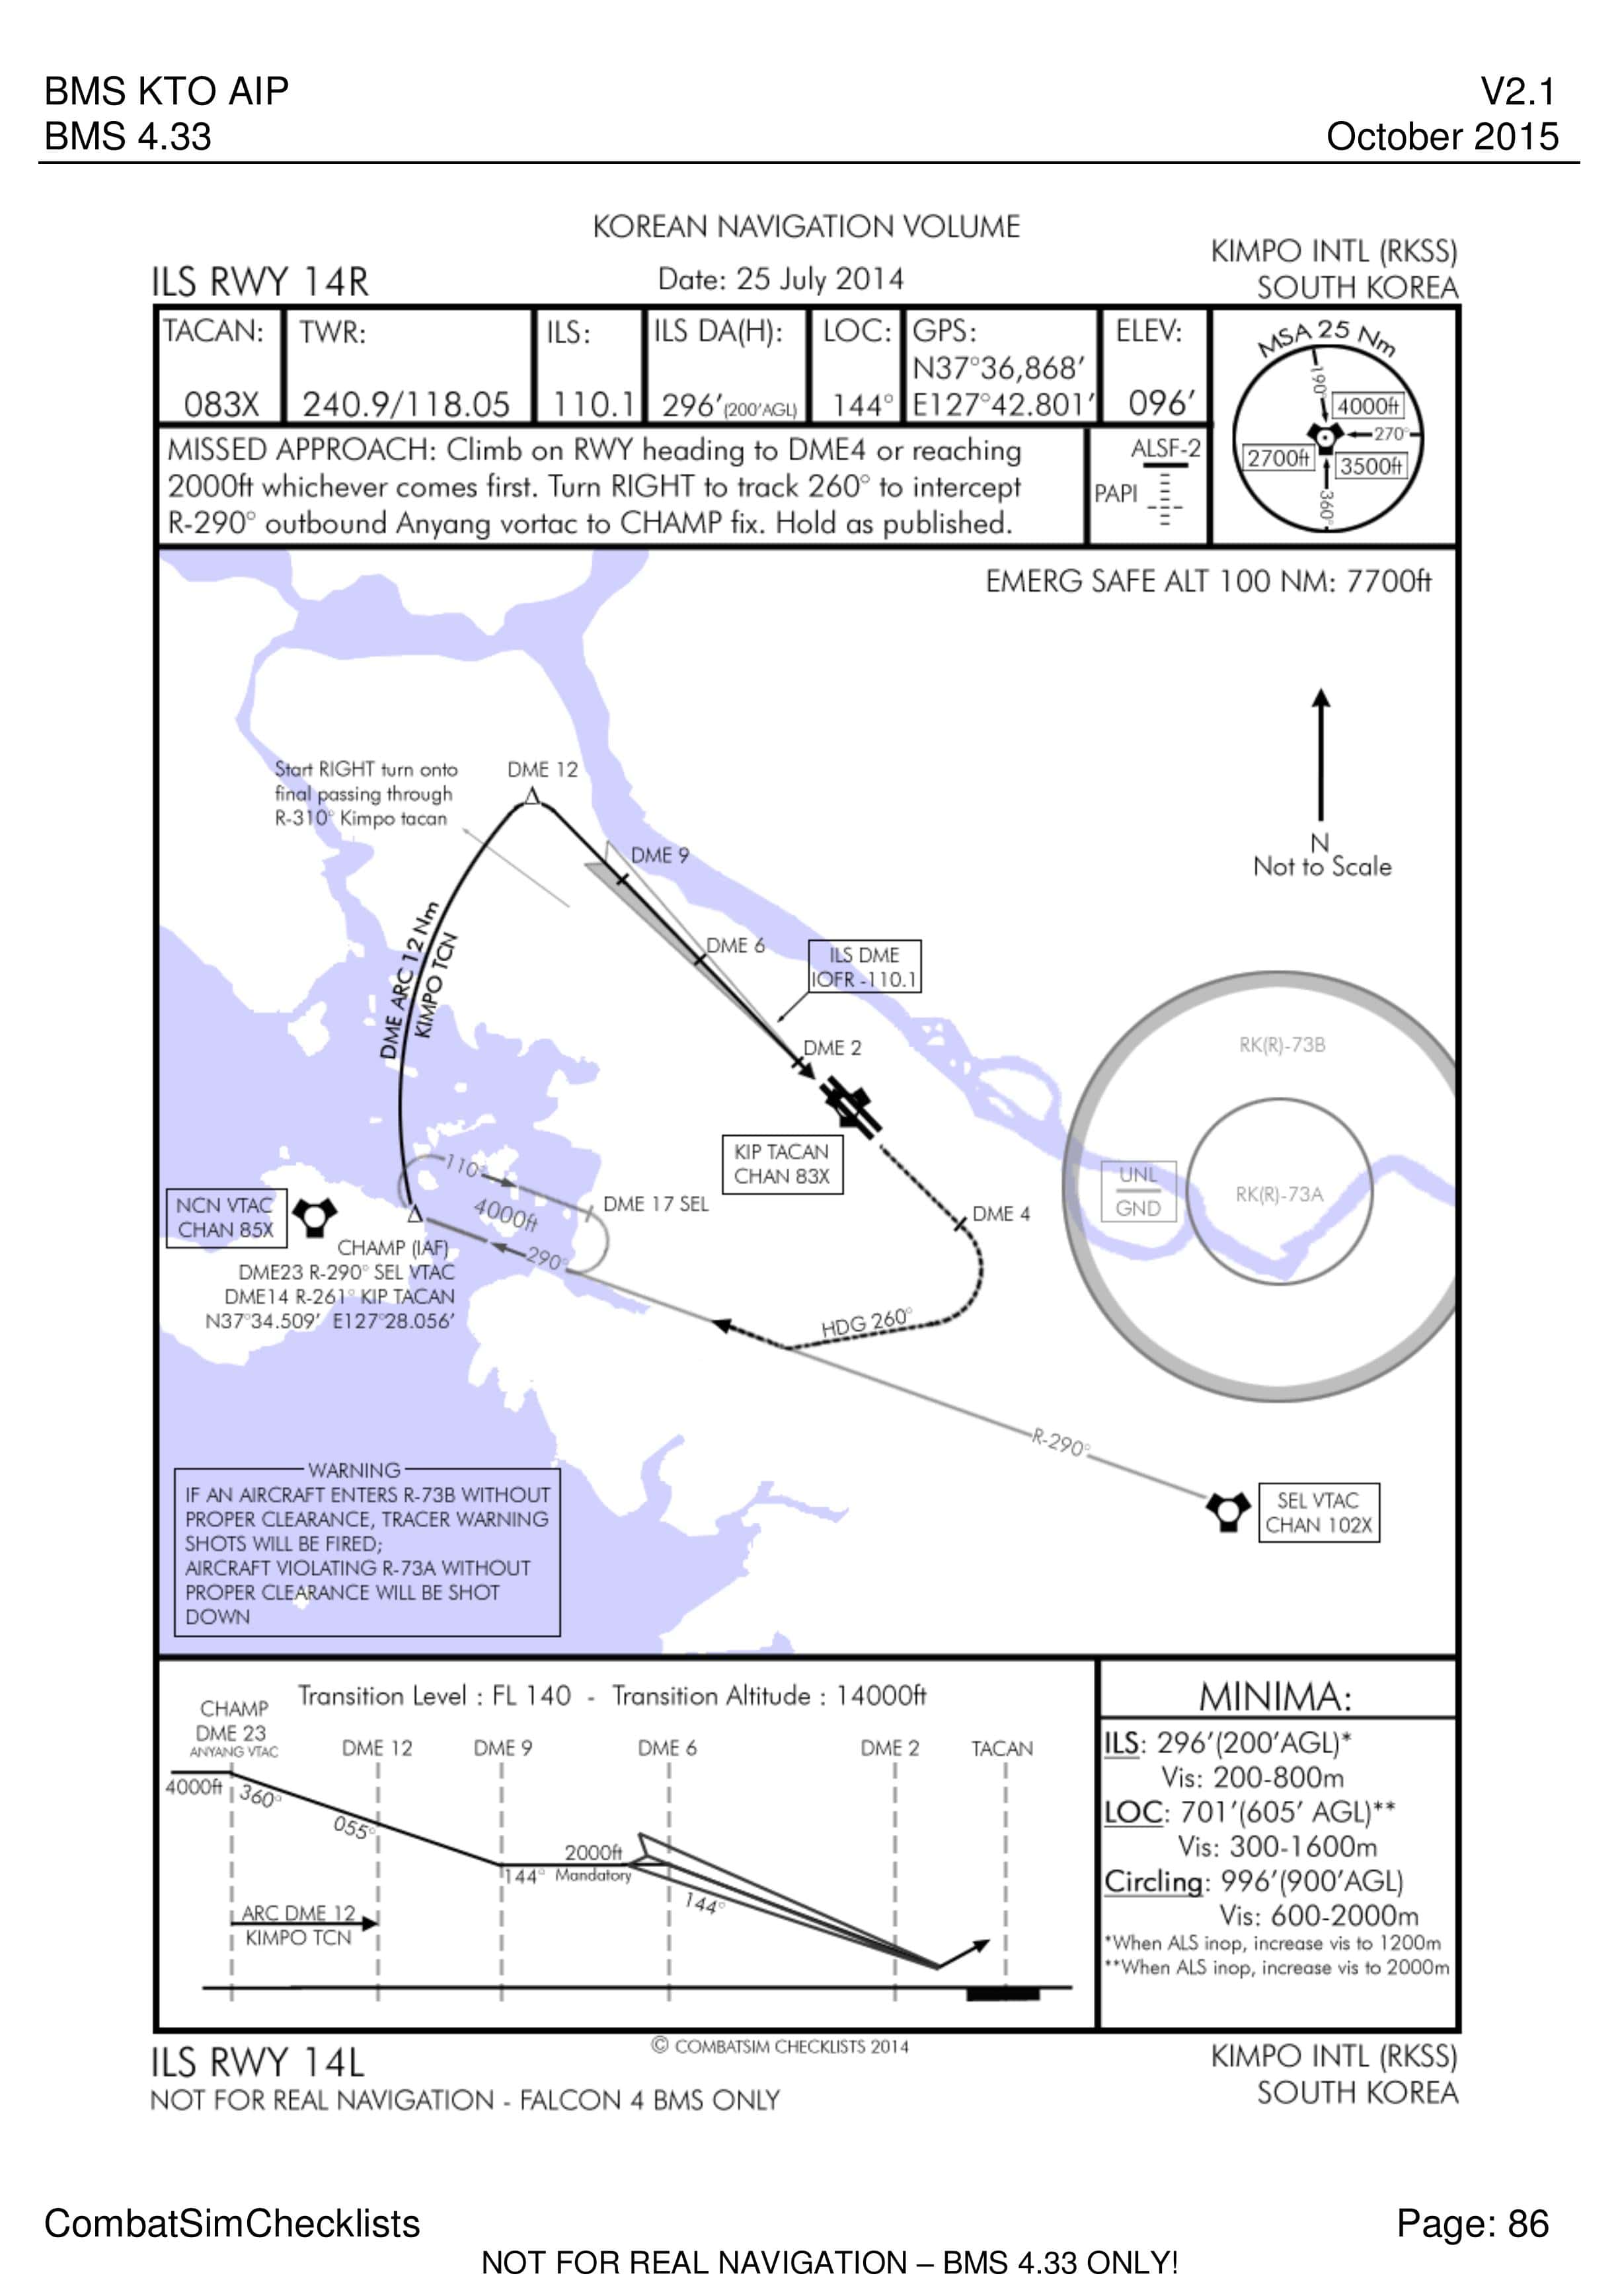 BMS KTO AIP
V2.1
BMS 4.33
October 2015
KOREAN NAVIGATION VOLUME
KIMPO INTL (RKSS)
ILS RWY 14R
Date: 25 July 2014
SOUTH KOREA
TACAN:
083X
TWR:
240.9/118.05
ILS:
110.1
ILS DA(H):
296’(200’AGL)
LOC:
144°
GPS:
N37°36,868’
E127°42.801’
ELEV:
096’
MSA 25 Nm
190°
4000ft
270°
2700ft
3500ft
360°
MISSED APPROACH: Climb on RWY heading to DME4 or reaching
2000ft whichever comes first. Turn RIGHT to track 260° to intercept
R-290° outbound Anyang vortac to CHAMP fix. Hold as published.
ALSF-2
PAPI
EMERG SAFE ALT 100 NM: 7700ft
N
Not to Scale
Start RIGHT turn onto
final passing through
R-310° Kimpo tacan
DME 12
DME 9
DME 6
ILS DME
IOFR -110.1
DME 2
DME ARC 12 Nm
KIMPO TCN
KIP TACAN
CHAN 83X
DME 4
RK(R)-73B
UNL
GND
RK(R)-73A
110°
4000ft
290°
DME 17 SEL
NCN VTAC
CHAN 85X
CHAMP (IAF)
DME23 R-290° SEL VTAC
DME14 R-261° KIP TACAN
N37°34.509’ E127°28.056’
HDG 260°
R-290°
SEL VTAC
CHAN 102X
WARNING
IF AN AIRCRAFT ENTERS R-73B WITHOUT
PROPER CLEARANCE, TRACER WARNING
SHOTS WILL BE FIRED;
AIRCRAFT VIOLATING R-73A WITHOUT
PROPER CLEARANCE WILL BE SHOT
DOWN
Transition Level : FL 140 - Transition Altitude : 14000ft
CHAMP
DME 23
ANYANG VTAC
DME 12
DME 9
DME 6
DME 2
TACAN
4000ft
360°
055°
2000ft
144° Mandatory
144°
ARC DME 12
KIMPO TCN
MINIMA:
ILS: 296’(200’AGL)*
Vis: 200-800m
LOC: 701’(605’ AGL)**
Vis: 300-1600m
Circling: 996’(900’AGL)
Vis: 600-2000m
*When ALS inop, increase vis to 1200m
**When ALS inop, increase vis to 2000m
© COMBATSIM CHECKLISTS 2014
ILS RWY 14L
KIMPO INTL (RKSS)
NOT FOR REAL NAVIGATION - FALCON 4 BMS ONLY
SOUTH KOREA
CombatSimChecklists
Page: 86
NOT FOR REAL NAVIGATION – BMS 4.33 ONLY!